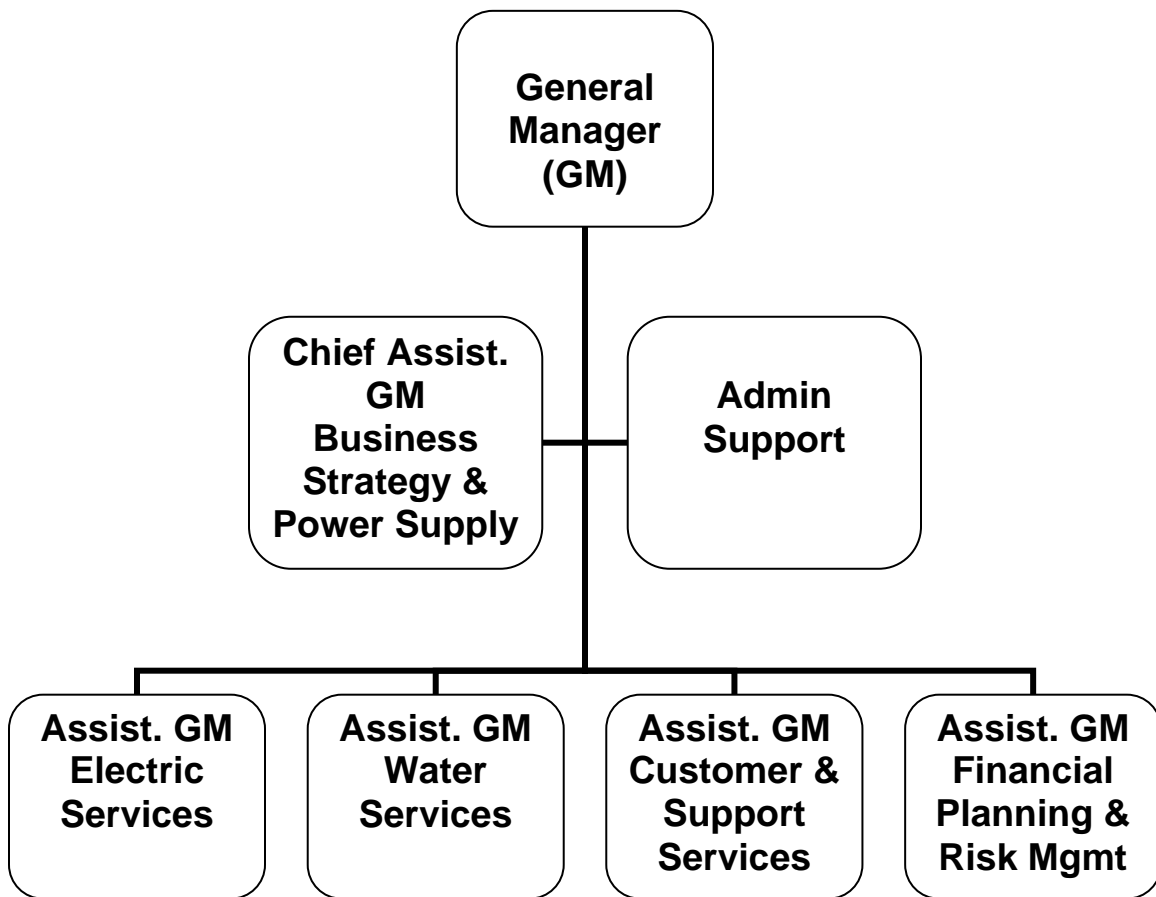 General
Manager
(GM)
Chief Assist.
GM
Business
Strategy &
Power Supply
Admin
Support
Assist. GM
Electric
Services
Assist. GM
Water
Services
Assist. GM
Customer &
Support
Services
Assist. GM
Financial
Planning &
Risk Mgmt